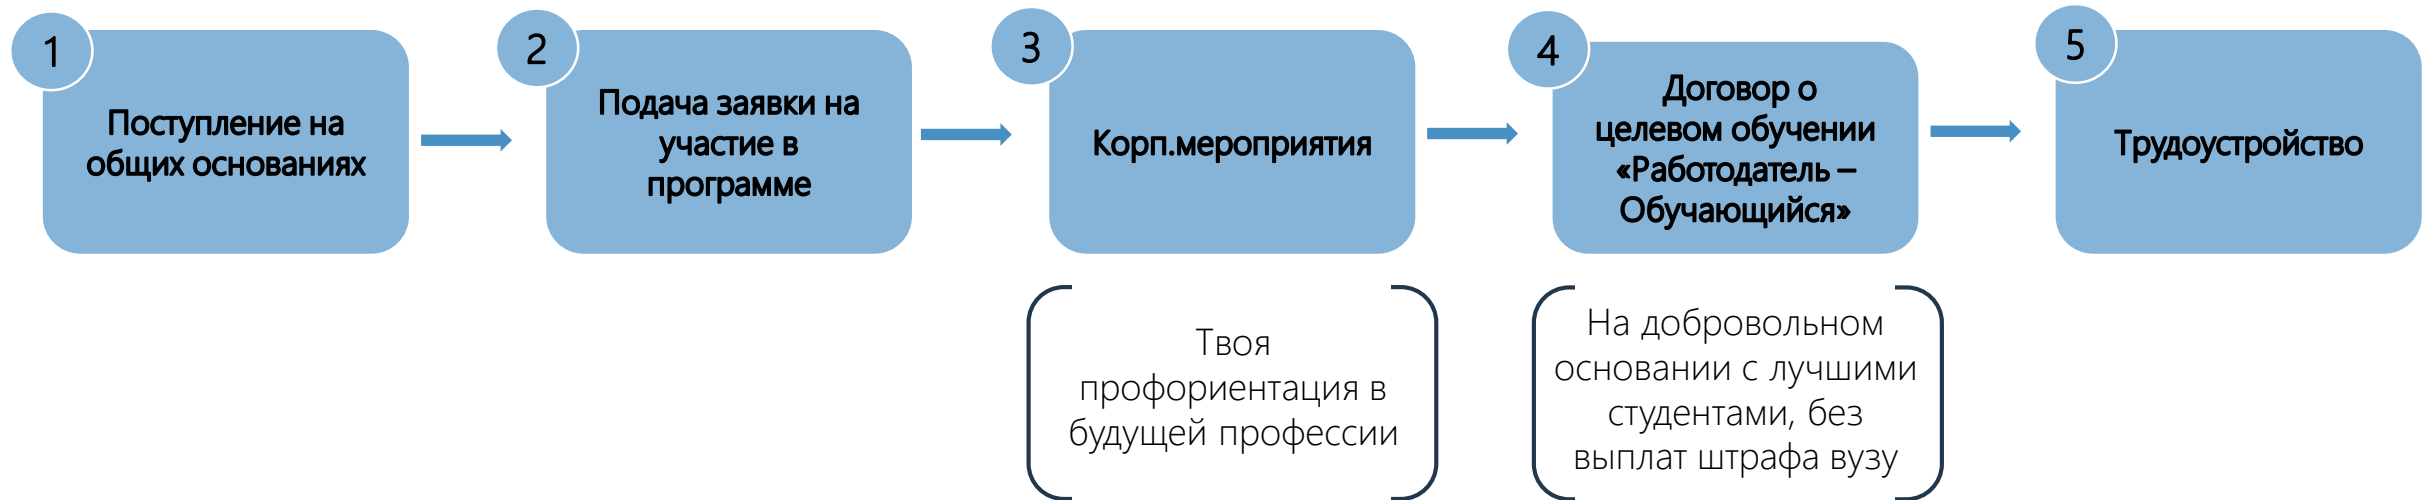 1
Поступление на
общих основаниях
2
Подача заявки на
участие в
программе
3
Корп.мероприятия
4
Договор о
целевом обучении
«Работодатель –
Обучающийся»
5
Трудоустройство
Твоя
профориентация в
будущей профессии
На добровольном
основании с лучшими
студентами, без
выплат штрафа вузу